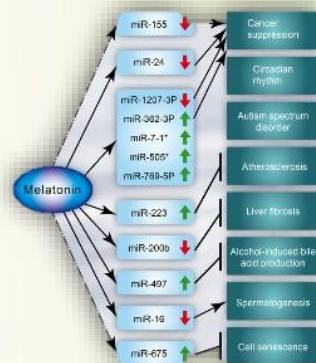 Melatonin
miR-155
miR-24
miR-1207-3P
miR-362-3P
miR-7-1*
miR-505*
miR-769-5P
miR-223
miR-200b
miR-497
miR-16
miR-675
Cancer
suppression
Circadian
rhythm
Autism spectrum
disorder
Atherosclerosis
Liver fibrosis
Alcohol-induced bile
acid production
Spermatogenesis
Cell senescence